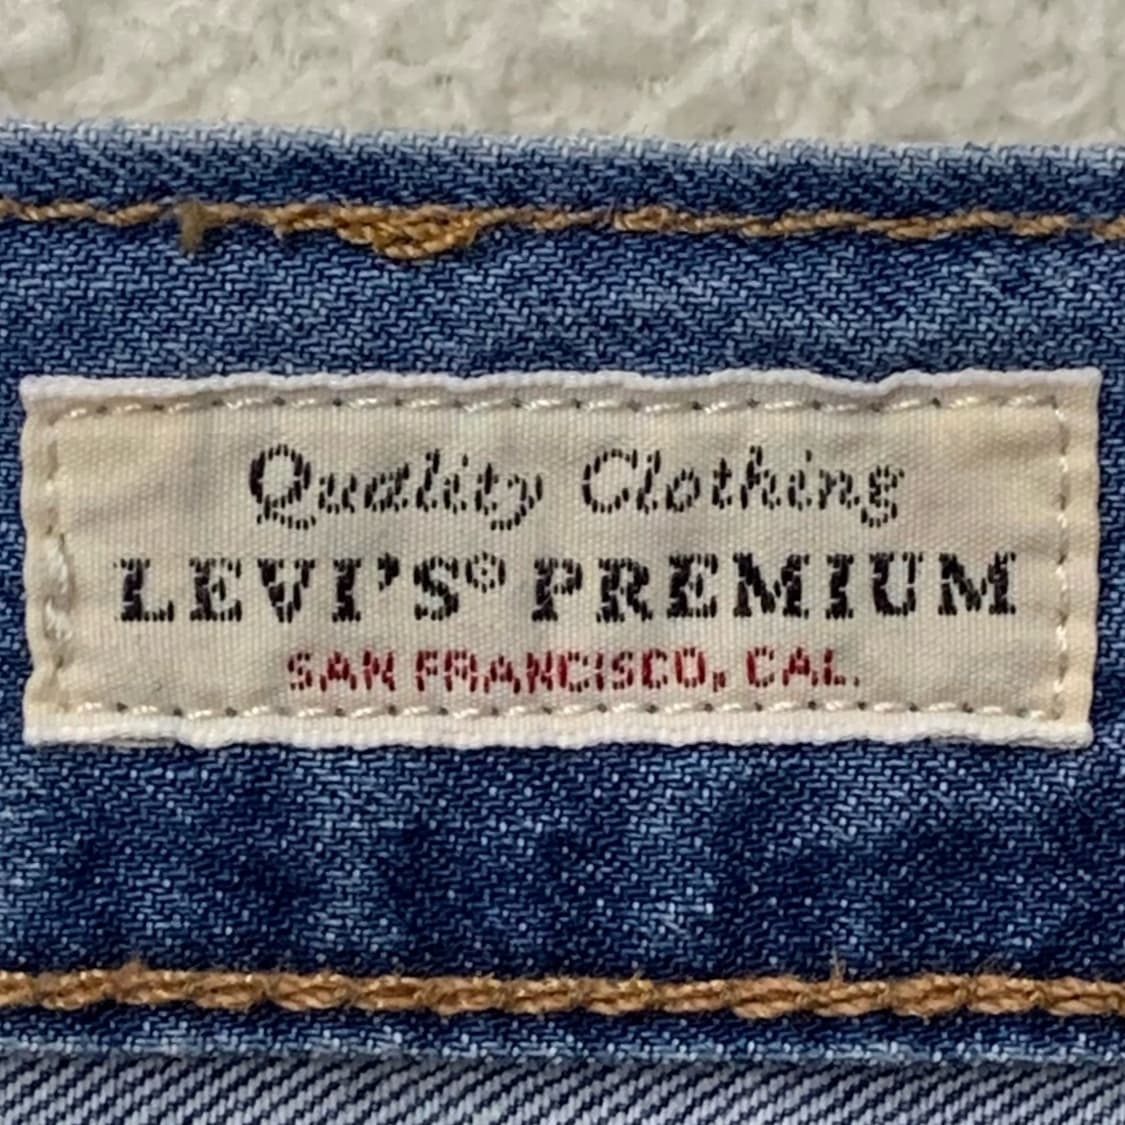 Quality Clothing
LEVI'S® PREMIUM
SAN FRANCISCO, CAL.